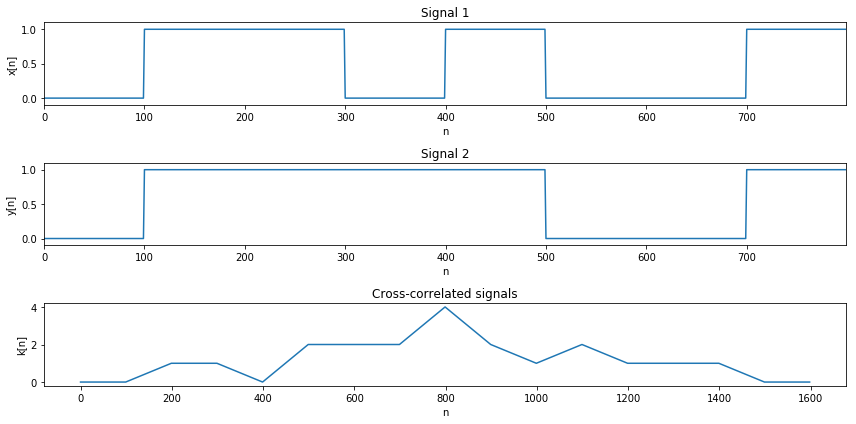 Signal 1
x[n]
1.0
0.5
0.0
0 100 200 300 400 500 600 700
n
Signal 2
y[n]
1.0
0.5
0.0
0 100 200 300 400 500 600 700
n
Cross-correlated signals
k[n]
4
2
0
0 200 400 600 800 1000 1200 1400 1600
n